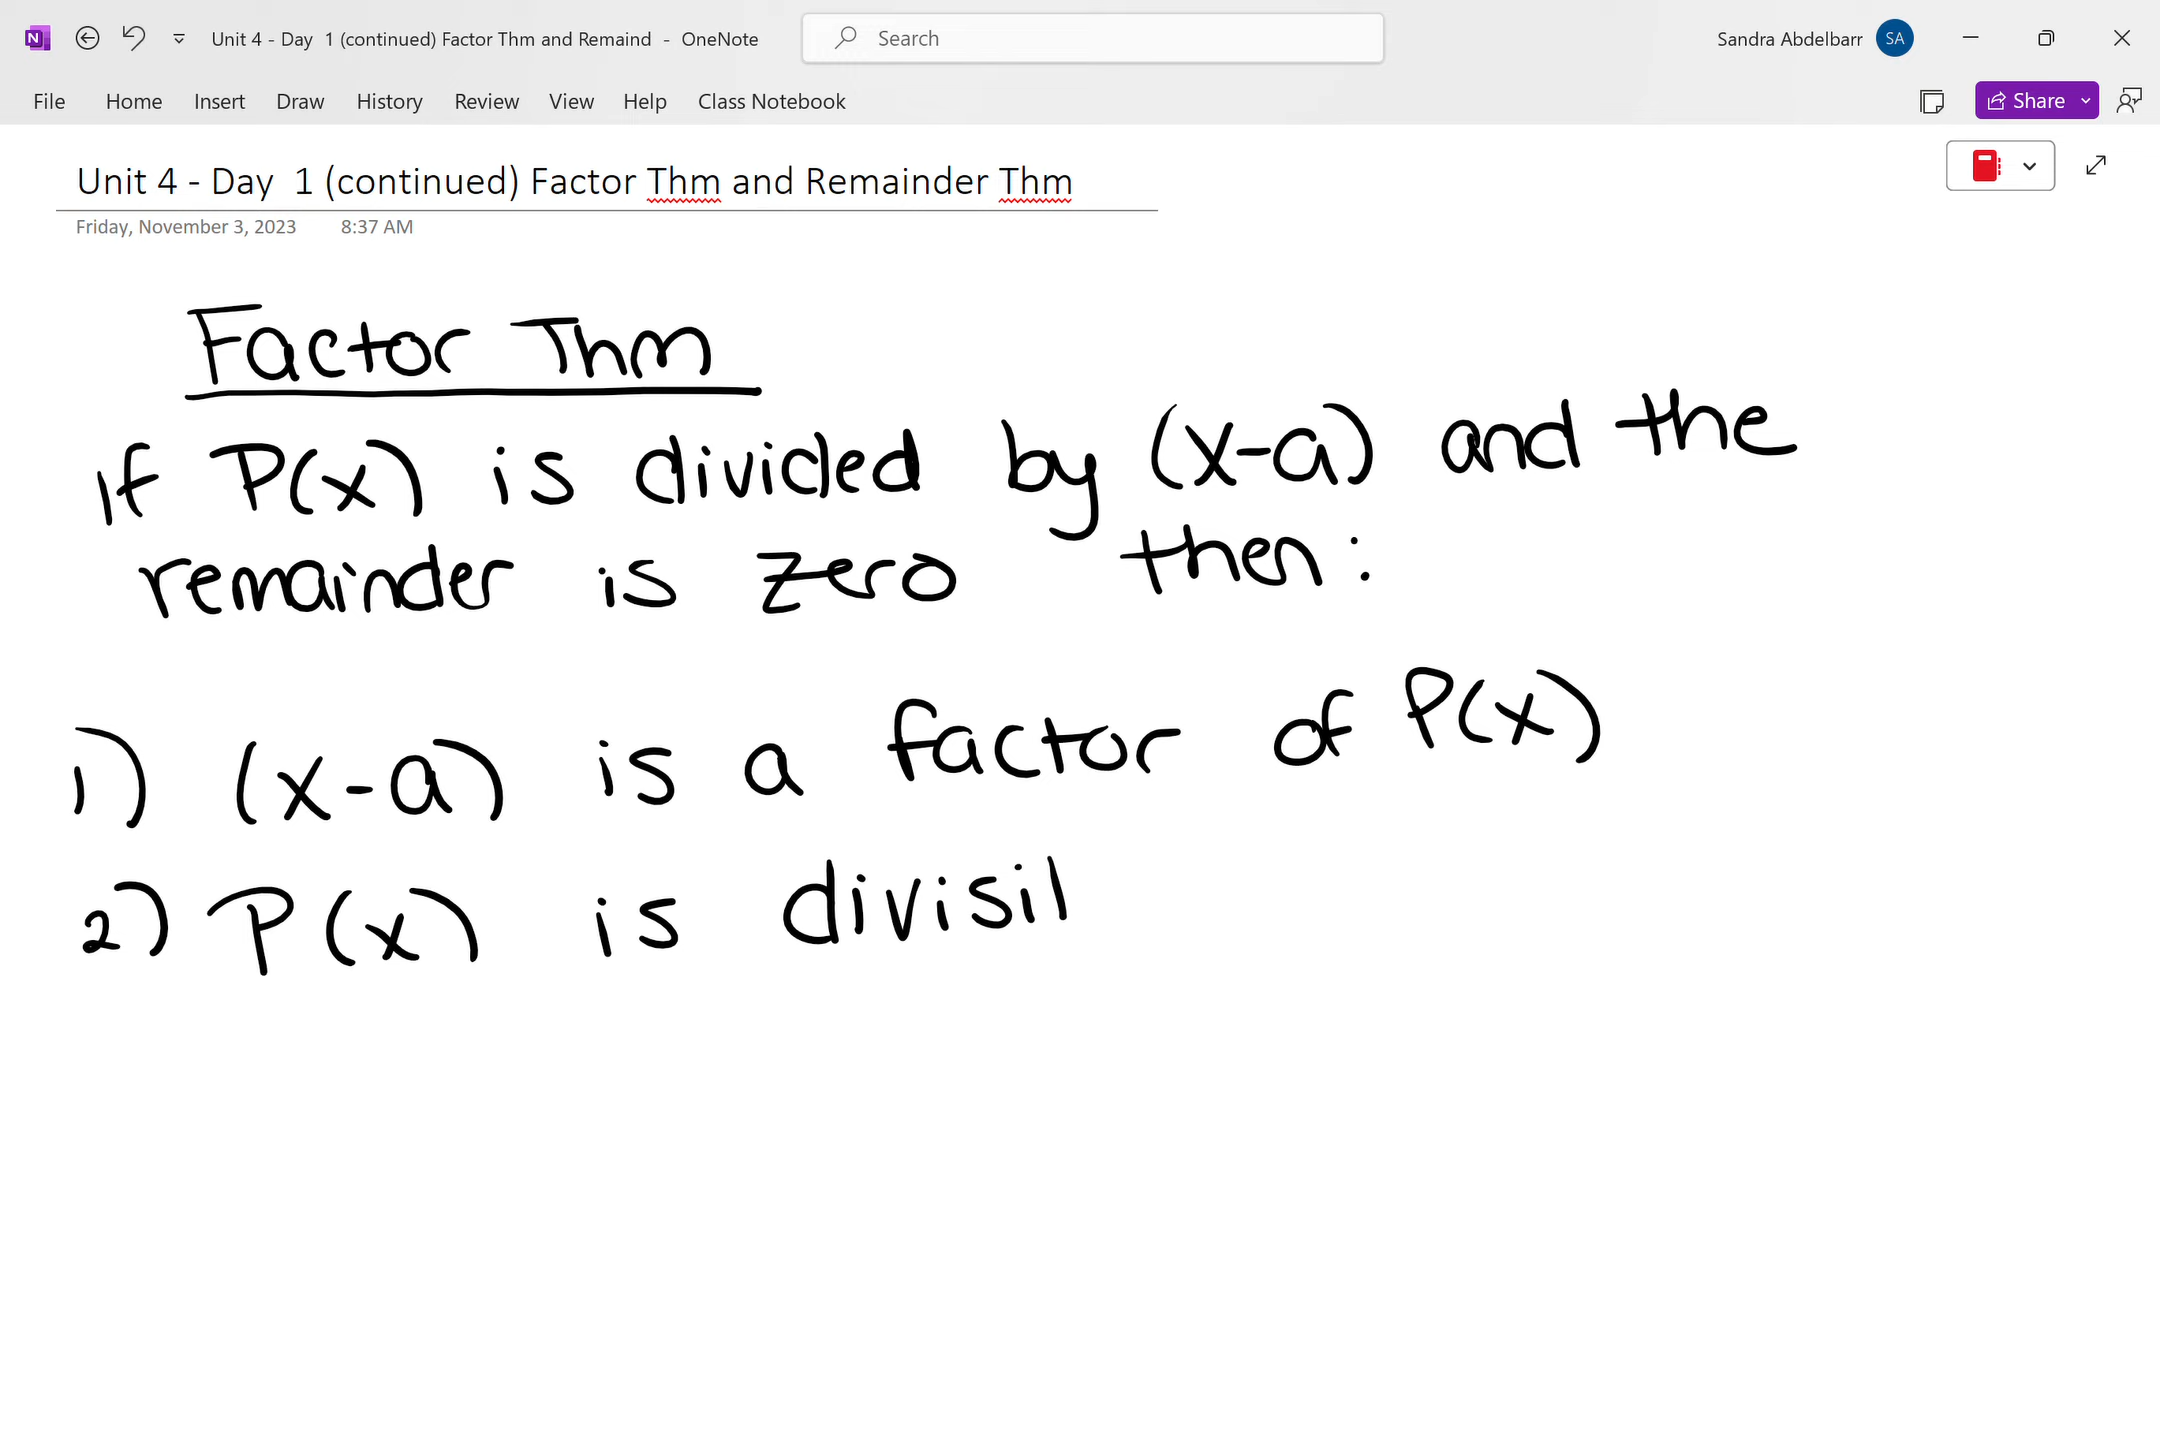 Unit 4 - Day 1 (continued) Factor Thm and Remaind - OneNote
Search
Sandra Abdelbarr
SA
File Home Insert Draw History Review View Help Class Notebook
Share
Unit 4 - Day 1 (continued) Factor Thm and Remainder Thm
Friday, November 3, 2023 8:37 AM
Factor Thm
If P(x) is divided by (x-a) and the
remainder is zero then:
1) (x-a) is a factor of P(x)
2) P(x) is divisil